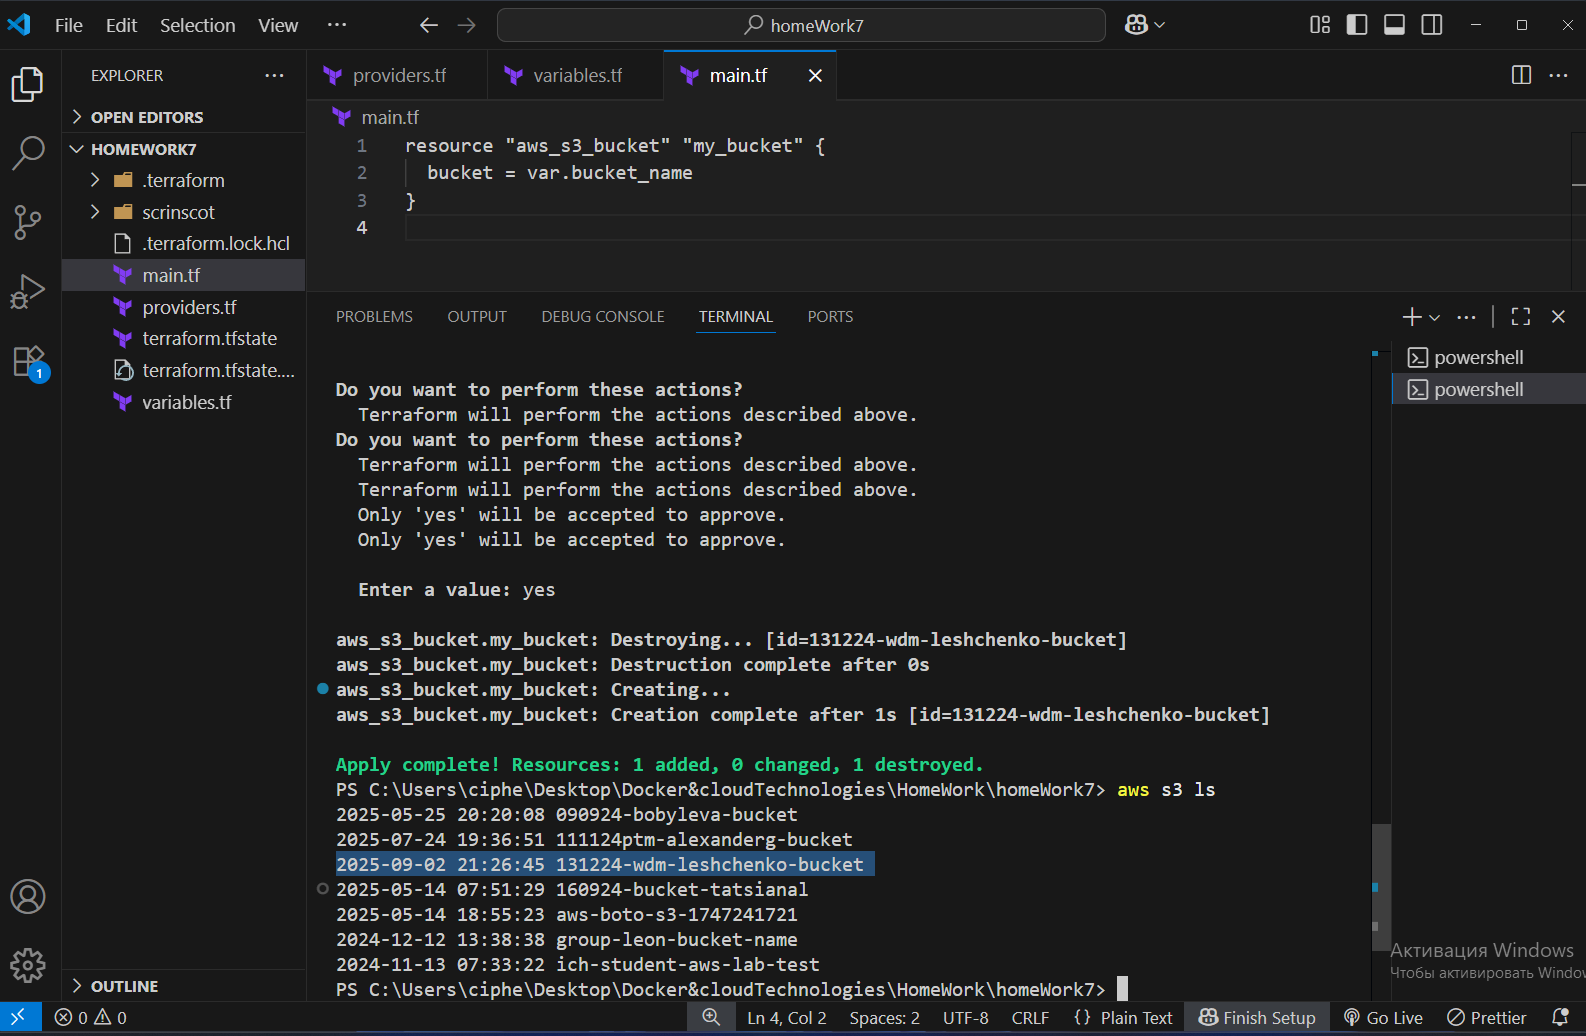 File Edit Selection View ···
homeWork7
EXPLORER
OPEN EDITORS
HOMEWORK7
.terraform
scrinscot
.terraform.lock.hcl
main.tf
providers.tf
terraform.tfstate
terraform.tfstate....
variables.tf
OUTLINE
1
providers.tf
variables.tf
main.tf
main.tf
1 resource "aws_s3_bucket" "my_bucket" {
2 bucket = var.bucket_name
3 }
4
PROBLEMS OUTPUT DEBUG CONSOLE TERMINAL PORTS
powershell
powershell
Do you want to perform these actions?
Terraform will perform the actions described above.
Do you want to perform these actions?
Terraform will perform the actions described above.
Terraform will perform the actions described above.
Only 'yes' will be accepted to approve.
Only 'yes' will be accepted to approve.
Enter a value: yes
aws_s3_bucket.my_bucket: Destroying... [id=131224-wdm-leshchenko-bucket]
aws_s3_bucket.my_bucket: Destruction complete after 0s
aws_s3_bucket.my_bucket: Creating...
aws_s3_bucket.my_bucket: Creation complete after 1s [id=131224-wdm-leshchenko-bucket]
Apply complete! Resources: 1 added, 0 changed, 1 destroyed.
PS C:\Users\ciphe\Desktop\Docker&cloudTechnologies\HomeWork\homeWork7> aws s3 ls
2025-05-25 20:20:08 090924-bobyleva-bucket
2025-07-24 19:36:51 111124ptm-alexanderg-bucket
2025-09-02 21:26:45 131224-wdm-leshchenko-bucket
2025-05-14 07:51:29 160924-bucket-tatsianal
2025-05-14 18:55:23 aws-boto-s3-1747241721
2024-12-12 13:38:38 group-leon-bucket-name
2024-11-13 07:33:22 ich-student-aws-lab-test
PS C:\Users\ciphe\Desktop\Docker&cloudTechnologies\HomeWork\homeWork7>
Активация Windows
Чтобы активировать Windo
0 0 Ln 4, Col 2 Spaces: 2 UTF-8 CRLF {} Plain Text Finish Setup Go Live Prettier